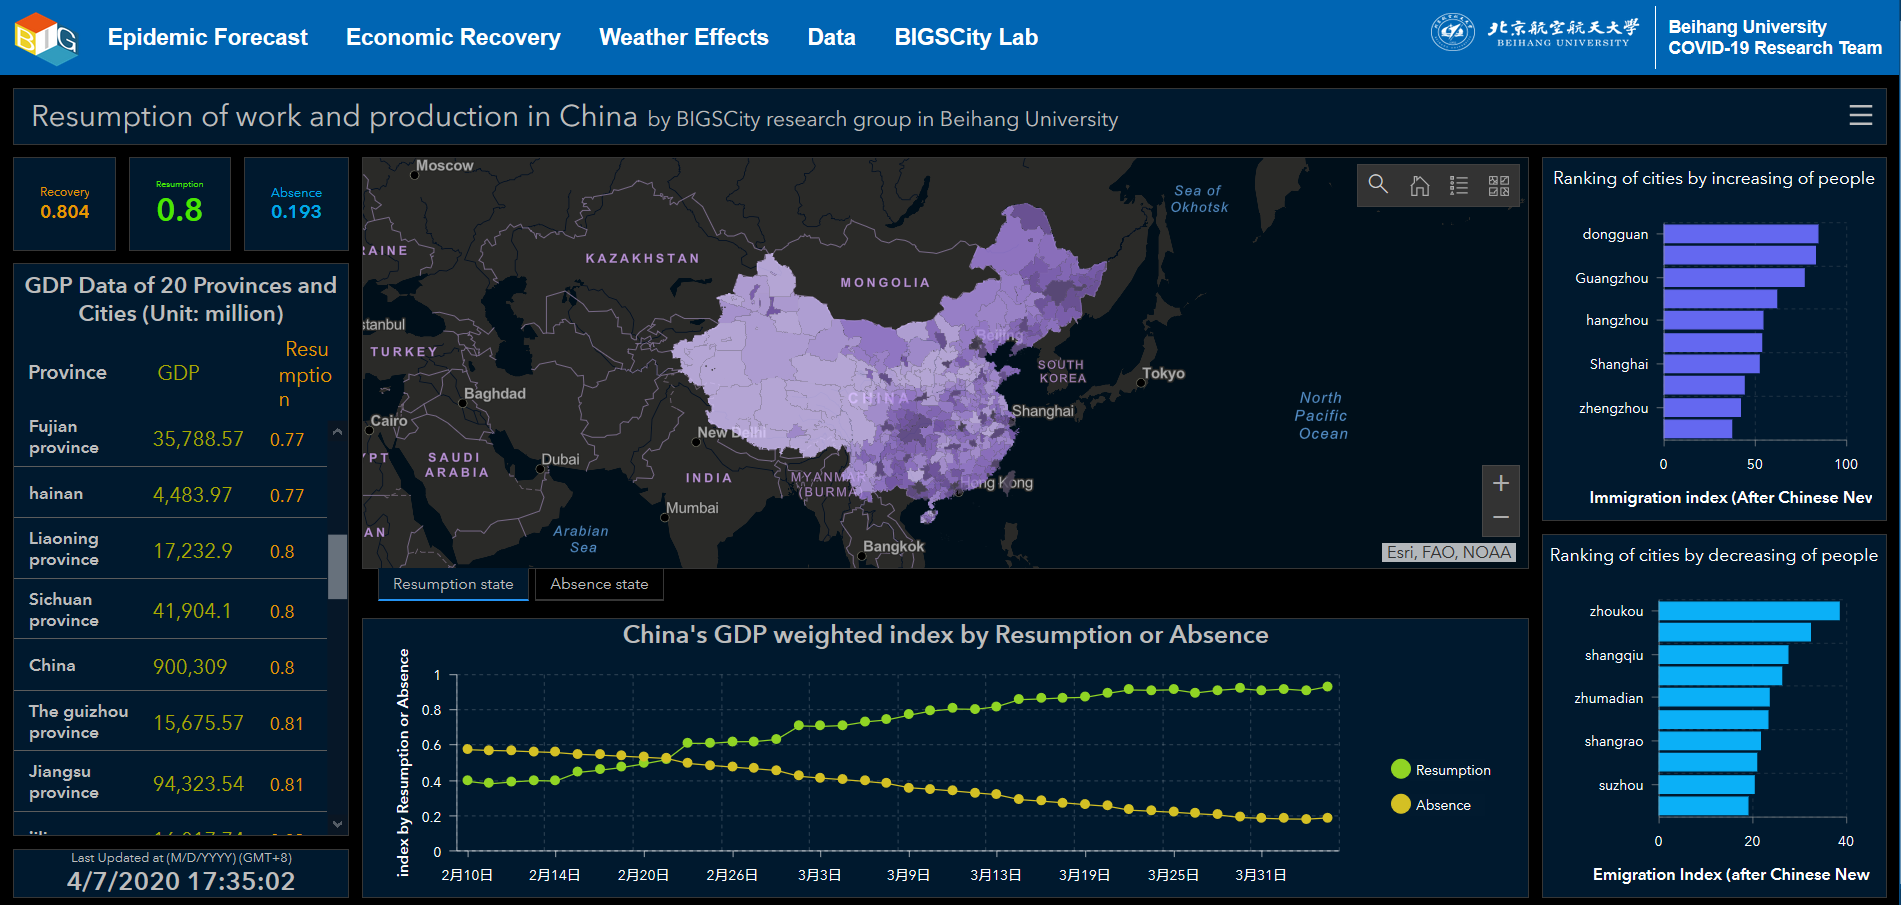 BIG
Epidemic Forecast
Economic Recovery
Weather Effects
Data
BIGSCity Lab
北京航空航天大学
BEIHANG UNIVERSITY
Beihang University
COVID-19 Research Team
Resumption of work and production in China by BIGSCity research group in Beihang University
Recovery
0.804
Resumption
0.8
Absence
0.193
GDP Data of 20 Provinces and
Cities (Unit: million)
Province GDP Resu
mptio
n
Fujian
province 35,788.57 0.77
hainan 4,483.97 0.77
Liaoning
province 17,232.9 0.8
Sichuan
province 41,904.1 0.8
China 900,309 0.8
The guizhou
province 15,675.57 0.81
Jiangsu
province 94,323.54 0.81
Last Updated at (M/D/YYYY) (GMT+8)
4/7/2020 17:35:02
Moscow
Sea of
Okhotsk
RAINE
KAZAKHSTAN
MONGOLIA
stanbul
TURKEY
Beijing
SOUTH
KOREA
Tokyo
Baghdad
CHINA
Shanghai
North
Pacific
Ocean
Cairo
New Delhi
YPT
SAUDI
ARABIA
Dubai
INDIA
MYANMAR
(BURMA)
Hong Kong
Mumbai
AN
Arabian
Sea
Bangkok
+
−
Esri, FAO, NOAA
Resumption state
Absence state
China's GDP weighted index by Resumption or Absence
index by Resumption or Absence
1
0.8
0.6
0.4
0.2
0
2月10日 2月14日 2月20日 2月26日 3月3日 3月9日 3月13日 3月19日 3月25日 3月31日
Resumption
Absence
Ranking of cities by increasing of people
dongguan
Guangzhou
hangzhou
Shanghai
zhengzhou
0 50 100
Immigration index (After Chinese New
Ranking of cities by decreasing of people
zhoukou
shangqiu
zhumadian
shangrao
suzhou
0 20 40
Emigration Index (after Chinese New